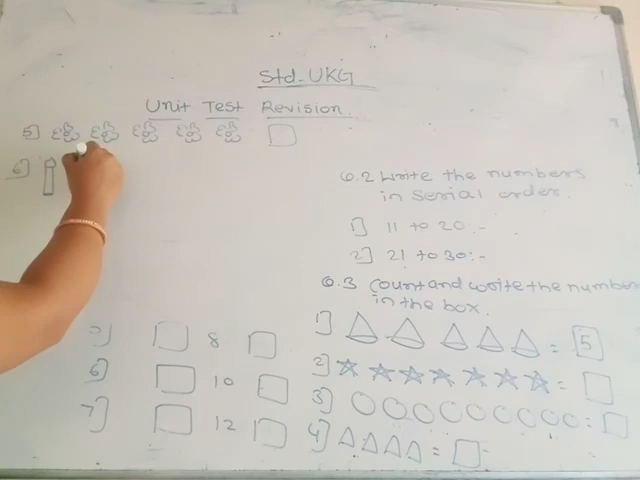 Std-UKG
Unit Test Revision
5]
6]
Q.2 Write the numbers
in serial order.
1] 11 to 20 :-
2] 21 to 30:-
Q.3 Count and write the number
in the box.
1] = 5
2] =
3] =
4] =
8
6] 10
7] 12